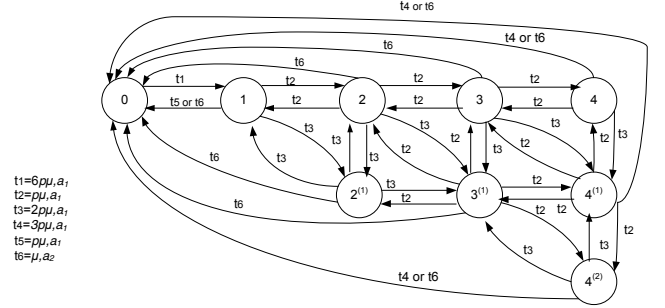 t4 or t6
t4 or t6
t6
t6
t1
t2
t2
t2
0
t5 or t6
1
t2
2
t2
3
t2
4
t3
t3
t3
t3
t2
t3
t2
t3
t2
t2
t3
t6
t3
2(1)
t3
t2
3(1)
t2
t2
4(1)
t6
t2
t2
t3
t3
4(2)
t4 or t6
t1=6pμ,a1
t2=pμ,a1
t3=2pμ,a1
t4=3pμ,a1
t5=pμ,a1
t6=μ,a2